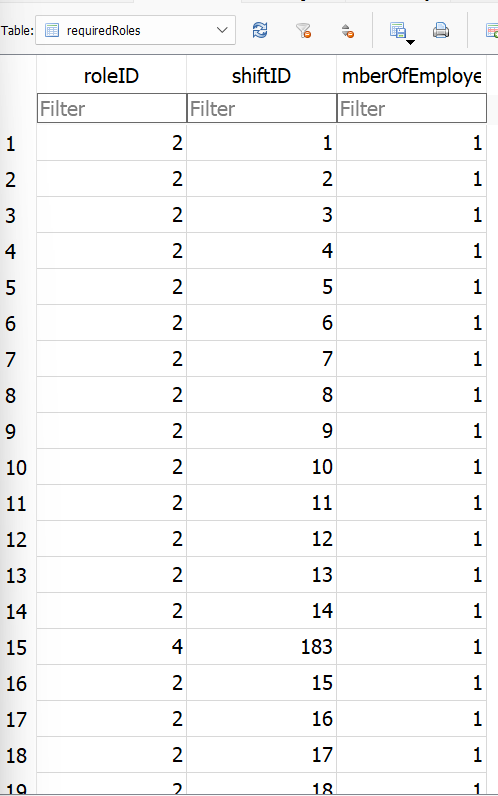 Table: requiredRoles
roleID shiftID mberOfEmploye
Filter Filter Filter
1 2 1 1
2 2 2 1
3 2 3 1
4 2 4 1
5 2 5 1
6 2 6 1
7 2 7 1
8 2 8 1
9 2 9 1
10 2 10 1
11 2 11 1
12 2 12 1
13 2 13 1
14 2 14 1
15 4 183 1
16 2 15 1
17 2 16 1
18 2 17 1
19 2 18 1